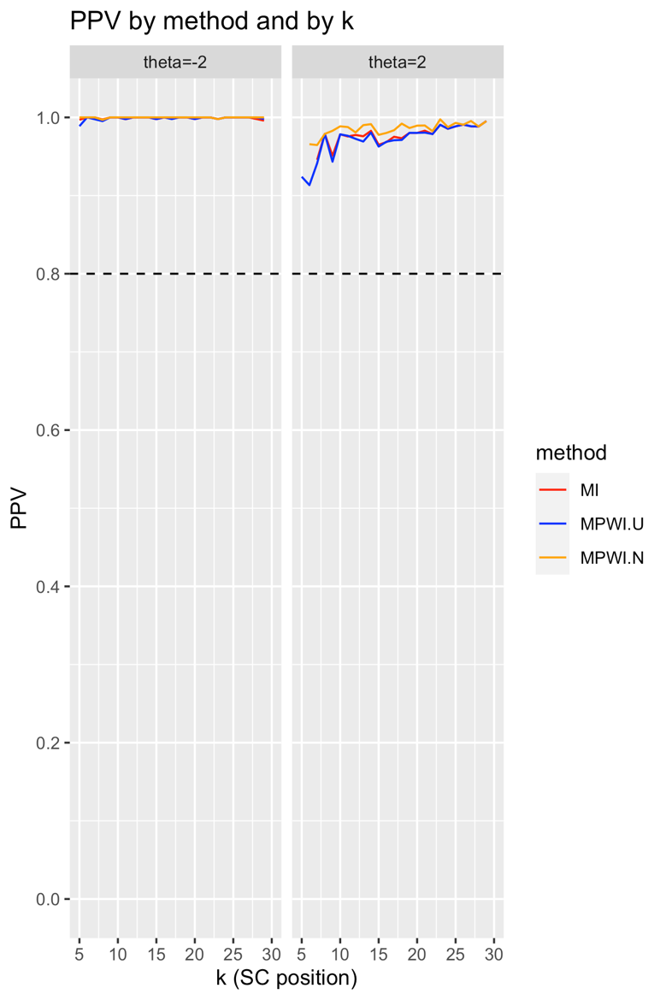 PPV by method and by k
theta=-2
theta=2
1.0
0.8
0.6
0.4
0.2
0.0
PPV
5 10 15 20 25 30
5 10 15 20 25 30
k (SC position)
method
MI
MPWI.U
MPWI.N